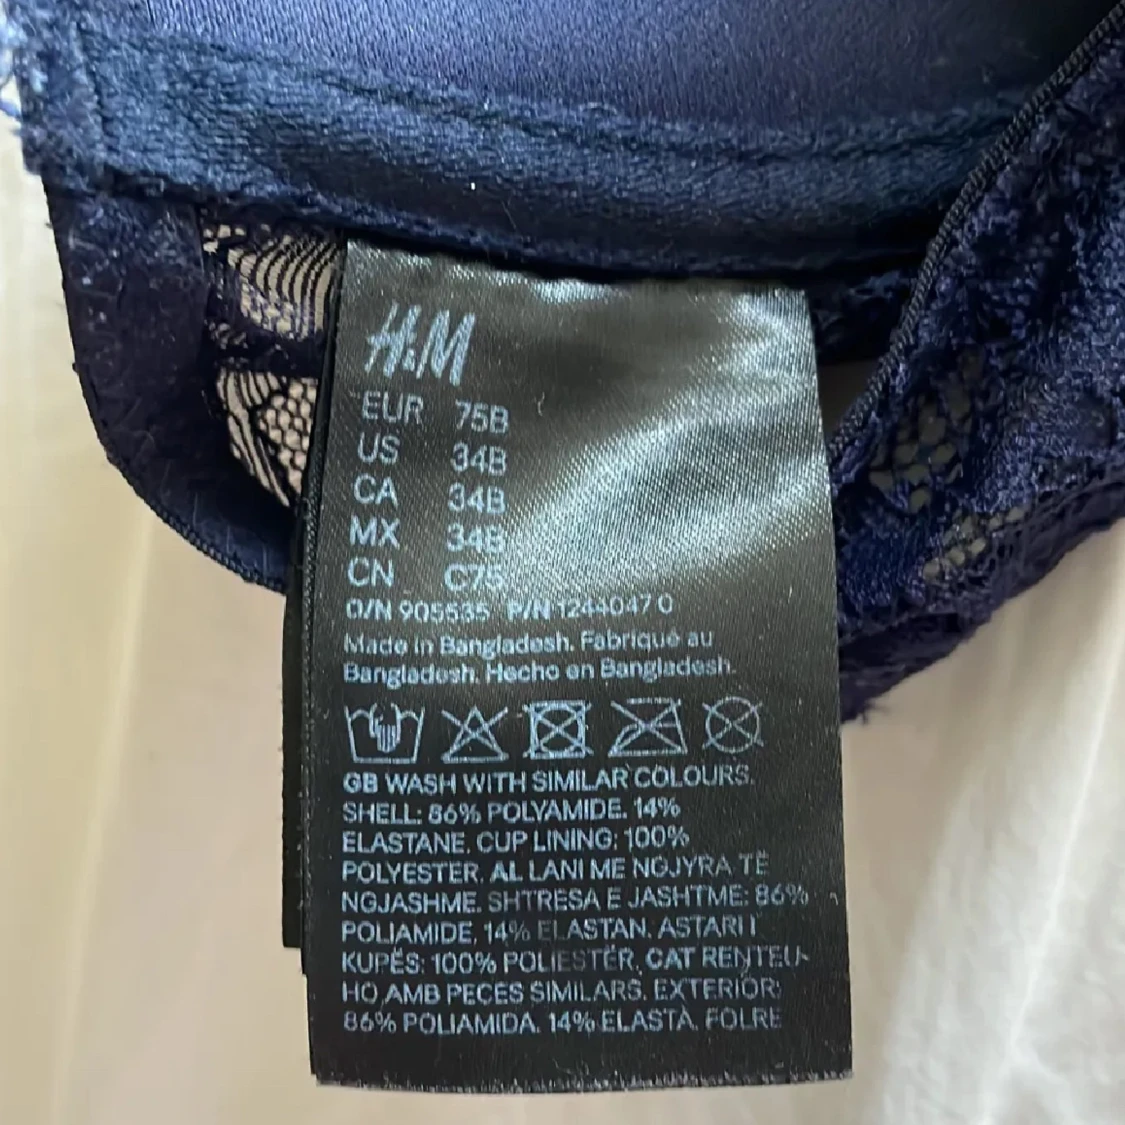 H&M
EUR 75B
US 34B
CA 34B
MX 34B
CN C75
O/N 905535 P/N 1244047 0
Made in Bangladesh. Fabriqué au
Bangladesh. Hecho en Bangladesh.
GB WASH WITH SIMILAR COLOURS.
SHELL: 86% POLYAMIDE. 14%
ELASTANE. CUP LINING: 100%
POLYESTER. AL LANI ME NGJYRA TË
NGJASHME. SHTRESA E JASHTME: 86%
POLIAMIDE, 14% ELASTAN. ASTARI I
KUPËS: 100% POLIESTËR. CAT RENTEU-
HO AMB PECES SIMILARS. EXTERIOR:
86% POLIAMIDA. 14% ELASTÀ. FOLRE